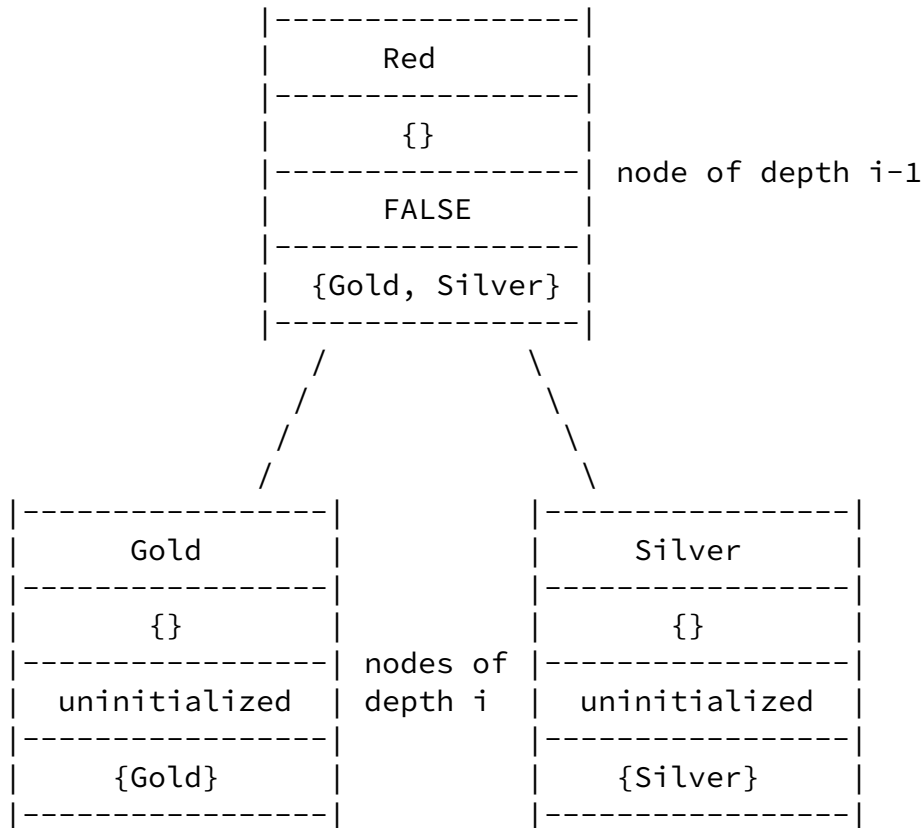 |-----------------|
|       Red       |
|-----------------|
|       {}        |
|-----------------| node of depth i-1
|      FALSE      |
|-----------------|
|  {Gold, Silver} |
|-----------------|
/           \
/             \
/               \
/                 \
|-----------------|          |-----------------|
|      Gold       |          |     Silver      |
|-----------------|          |-----------------|
|       {}        |          |       {}        |
|-----------------| nodes of |-----------------|
|  uninitialized  | depth i  |  uninitialized  |
|-----------------|          |-----------------|
|     {Gold}      |          |    {Silver}     |
|-----------------|          |-----------------|